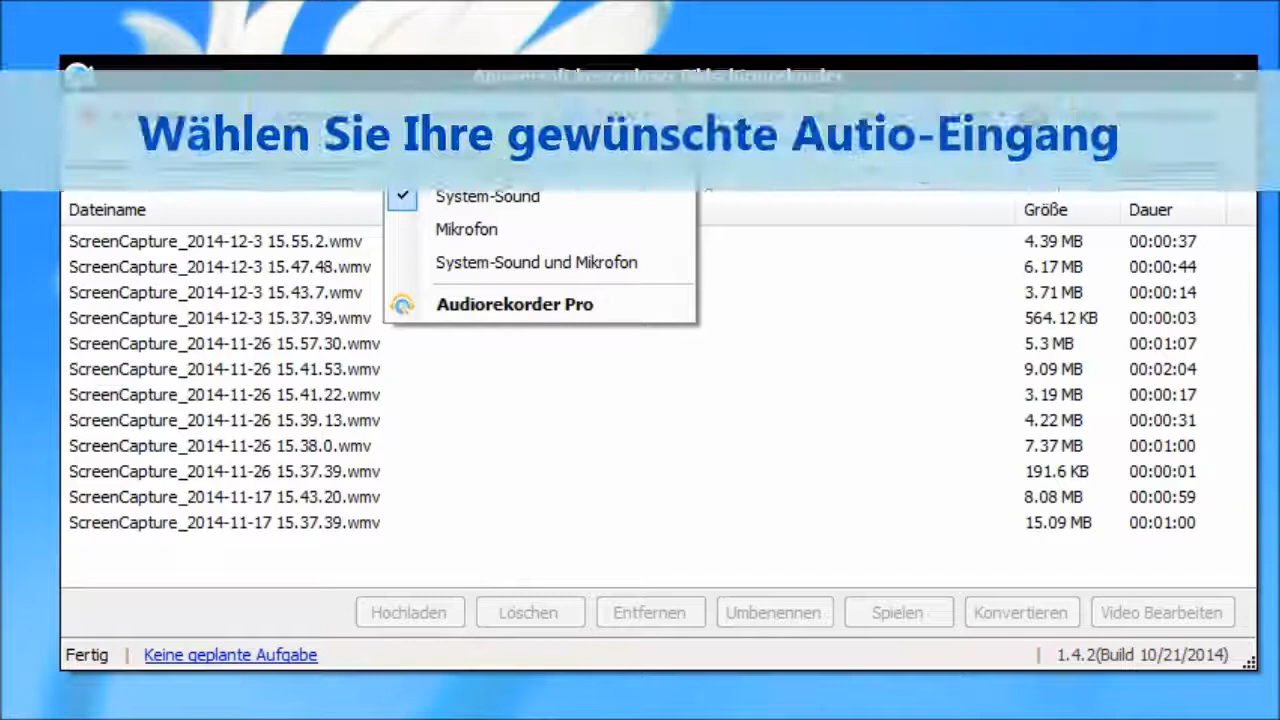 Wählen Sie Ihre gewünschte Autio-Eingang
System-Sound
Mikrofon
System-Sound und Mikrofon
Audiorekorder Pro
Dateiname Größe Dauer
ScreenCapture_2014-12-3 15.55.2.wmv 4.39 MB 00:00:37
ScreenCapture_2014-12-3 15.47.48.wmv 6.17 MB 00:00:44
ScreenCapture_2014-12-3 15.43.7.wmv 3.71 MB 00:00:14
ScreenCapture_2014-12-3 15.37.39.wmv 564.12 KB 00:00:03
ScreenCapture_2014-11-26 15.57.30.wmv 5.3 MB 00:01:07
ScreenCapture_2014-11-26 15.41.53.wmv 9.09 MB 00:02:04
ScreenCapture_2014-11-26 15.41.22.wmv 3.19 MB 00:00:17
ScreenCapture_2014-11-26 15.39.13.wmv 4.22 MB 00:00:31
ScreenCapture_2014-11-26 15.38.0.wmv 7.37 MB 00:01:00
ScreenCapture_2014-11-26 15.37.39.wmv 191.6 KB 00:00:01
ScreenCapture_2014-11-17 15.43.20.wmv 8.08 MB 00:00:59
ScreenCapture_2014-11-17 15.37.39.wmv 15.09 MB 00:01:00
Hochladen Löschen Entfernen Umbenennen Spielen Konvertieren Video Bearbeiten
Fertig | Keine geplante Aufgabe | 1.4.2(Build 10/21/2014)